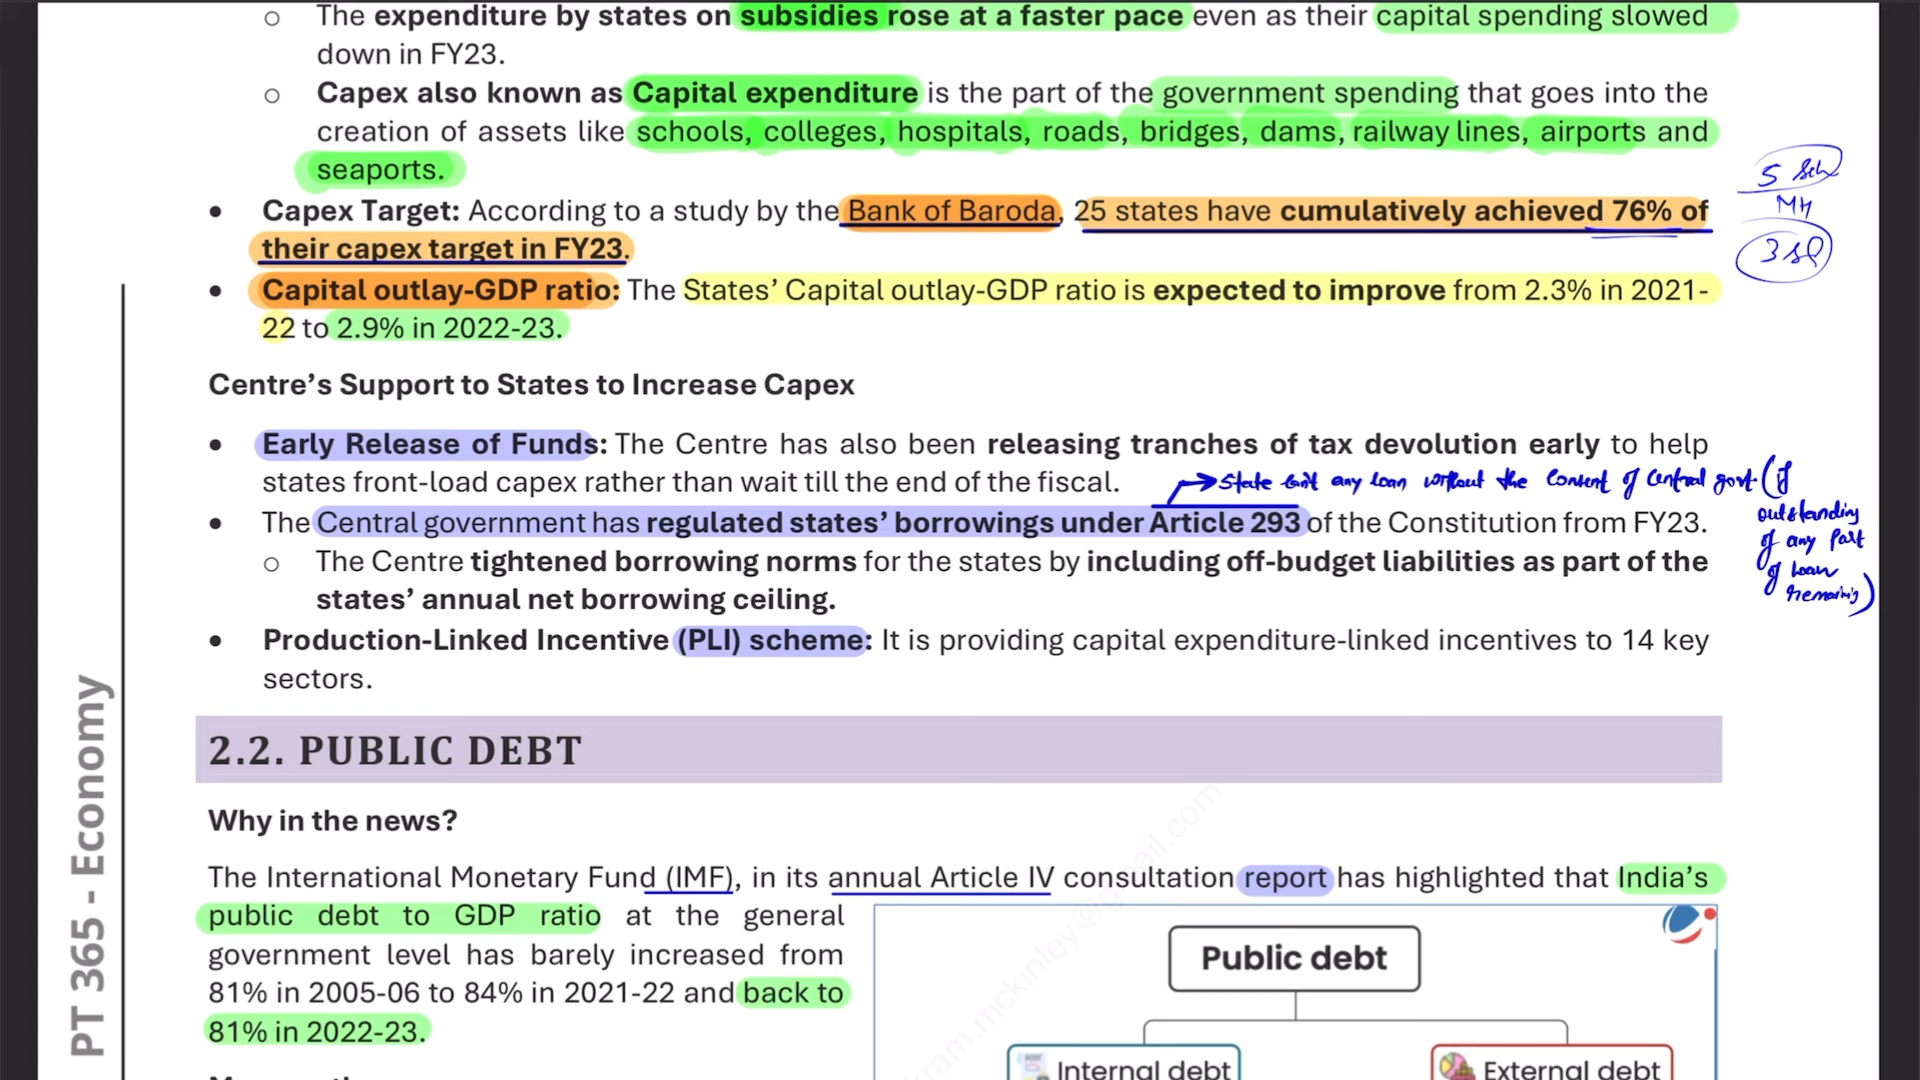 ○ The expenditure by states on subsidies rose at a faster pace even as their capital spending slowed
down in FY23.
○ Capex also known as Capital expenditure is the part of the government spending that goes into the
creation of assets like schools, colleges, hospitals, roads, bridges, dams, railway lines, airports and
seaports.
• Capex Target: According to a study by the Bank of Baroda, 25 states have cumulatively achieved 76% of
their capex target in FY23.
5 Sch
MH
• Capital outlay-GDP ratio: The States’ Capital outlay-GDP ratio is expected to improve from 2.3% in 2021-
22 to 2.9% in 2022-23.
Centre’s Support to States to Increase Capex
• Early Release of Funds: The Centre has also been releasing tranches of tax devolution early to help
states front-load capex rather than wait till the end of the fiscal.
→ State can't any loan without the consent of Central govt (if
outstanding
of any part
of loan
remaining)
• The Central government has regulated states’ borrowings under Article 293 of the Constitution from FY23.
○ The Centre tightened borrowing norms for the states by including off-budget liabilities as part of the
states’ annual net borrowing ceiling.
• Production-Linked Incentive (PLI) scheme: It is providing capital expenditure-linked incentives to 14 key
sectors.
2.2. PUBLIC DEBT
Why in the news?
The International Monetary Fund (IMF), in its annual Article IV consultation report has highlighted that India’s
public debt to GDP ratio at the general
government level has barely increased from
81% in 2005-06 to 84% in 2021-22 and back to
81% in 2022-23.
Public debt
Internal debt
External debt
PT 365 - Economy